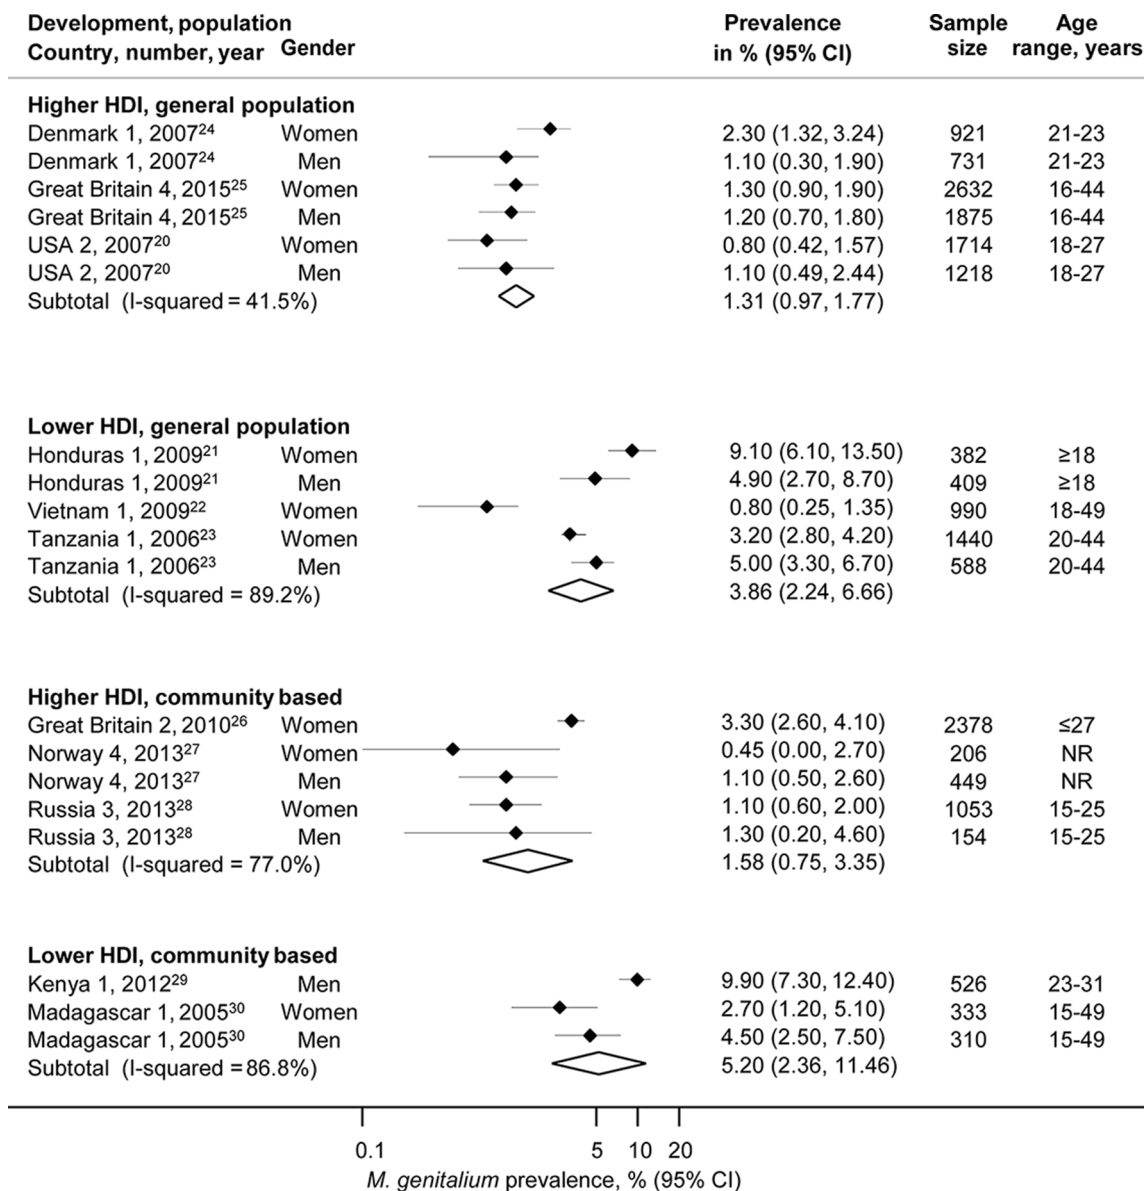 Development, population Gender Prevalence Sample Age
Country, number, year in % (95% CI) size range, years
Higher HDI, general population
Denmark 1, 2007²⁴ Women 2.30 (1.32, 3.24) 921 21-23
Denmark 1, 2007²⁴ Men 1.10 (0.30, 1.90) 731 21-23
Great Britain 4, 2015²⁵ Women 1.30 (0.90, 1.90) 2632 16-44
Great Britain 4, 2015²⁵ Men 1.20 (0.70, 1.80) 1875 16-44
USA 2, 2007²⁰ Women 0.80 (0.42, 1.57) 1714 18-27
USA 2, 2007²⁰ Men 1.10 (0.49, 2.44) 1218 18-27
Subtotal (I-squared = 41.5%) 1.31 (0.97, 1.77)
Lower HDI, general population
Honduras 1, 2009²¹ Women 9.10 (6.10, 13.50) 382 ≥18
Honduras 1, 2009²¹ Men 4.90 (2.70, 8.70) 409 ≥18
Vietnam 1, 2009²² Women 0.80 (0.25, 1.35) 990 18-49
Tanzania 1, 2006²³ Women 3.20 (2.80, 4.20) 1440 20-44
Tanzania 1, 2006²³ Men 5.00 (3.30, 6.70) 588 20-44
Subtotal (I-squared = 89.2%) 3.86 (2.24, 6.66)
Higher HDI, community based
Great Britain 2, 2010²⁶ Women 3.30 (2.60, 4.10) 2378 ≤27
Norway 4, 2013²⁷ Women 0.45 (0.00, 2.70) 206 NR
Norway 4, 2013²⁷ Men 1.10 (0.50, 2.60) 449 NR
Russia 3, 2013²⁸ Women 1.10 (0.60, 2.00) 1053 15-25
Russia 3, 2013²⁸ Men 1.30 (0.20, 4.60) 154 15-25
Subtotal (I-squared = 77.0%) 1.58 (0.75, 3.35)
Lower HDI, community based
Kenya 1, 2012²⁹ Men 9.90 (7.30, 12.40) 526 23-31
Madagascar 1, 2005³⁰ Women 2.70 (1.20, 5.10) 333 15-49
Madagascar 1, 2005³⁰ Men 4.50 (2.50, 7.50) 310 15-49
Subtotal (I-squared = 86.8%) 5.20 (2.36, 11.46)
0.1 5 10 20
M. genitalium prevalence, % (95% CI)